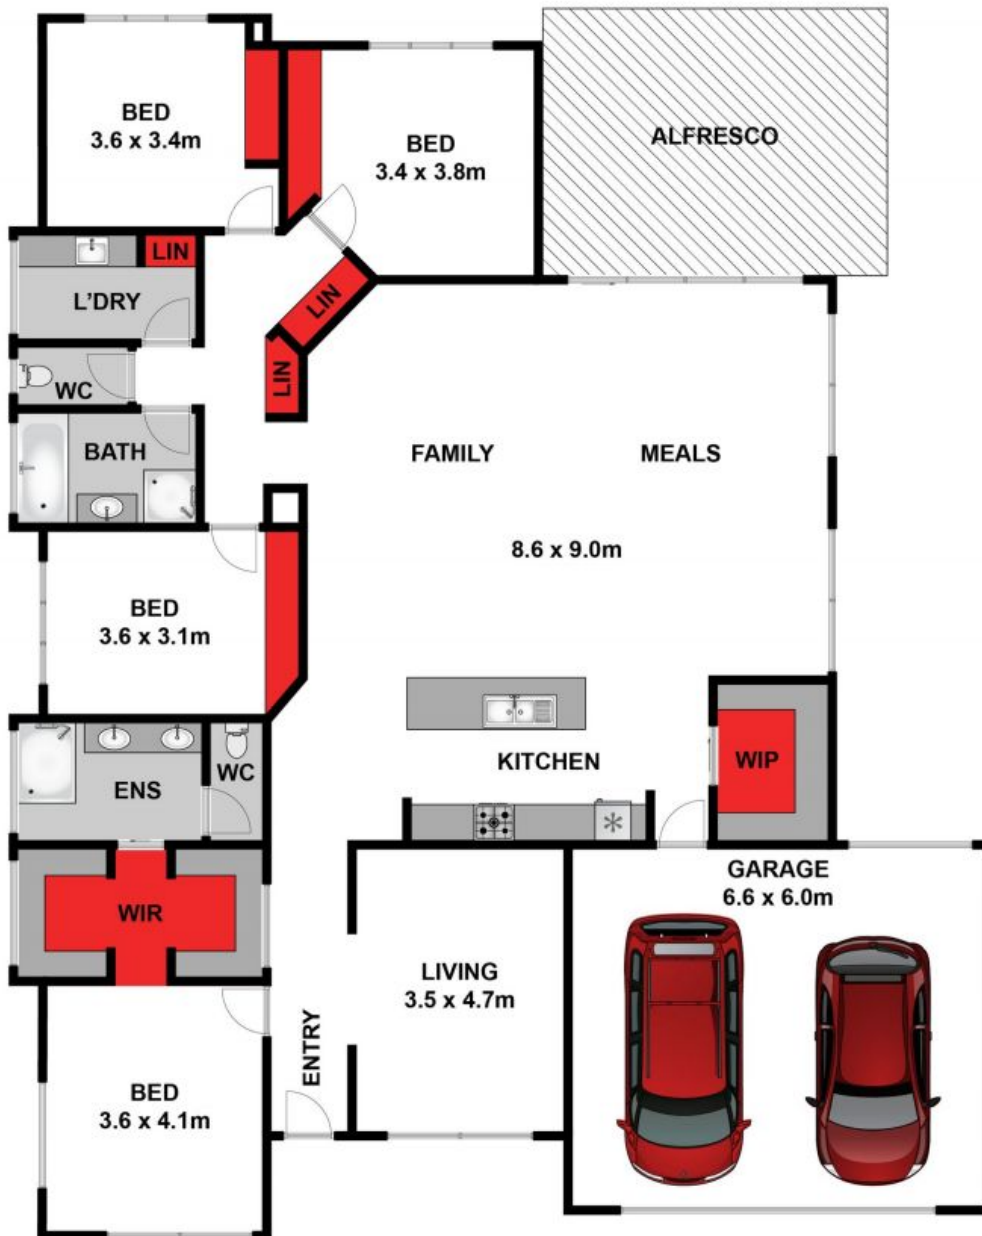 BED
3.6 x 3.4m
BED
3.4 x 3.8m
ALFRESCO
LIN
L'DRY
LIN
WC
LIN
BATH
FAMILY
MEALS
8.6 x 9.0m
BED
3.6 x 3.1m
WC
KITCHEN
WIP
ENS
GARAGE
6.6 x 6.0m
WIR
LIVING
3.5 x 4.7m
ENTRY
BED
3.6 x 4.1m